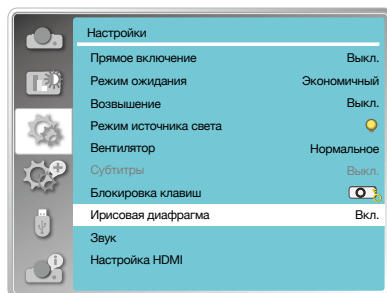 Настройки
Прямое включение Выкл.
Режим ожидания Экономичный
Возвышение Выкл.
Режим источника света
Вентилятор Нормальное
Субтитры Выкл.
Блокировка клавиш
Ирисовая диафрагма Вкл.
Звук
Настройка HDMI